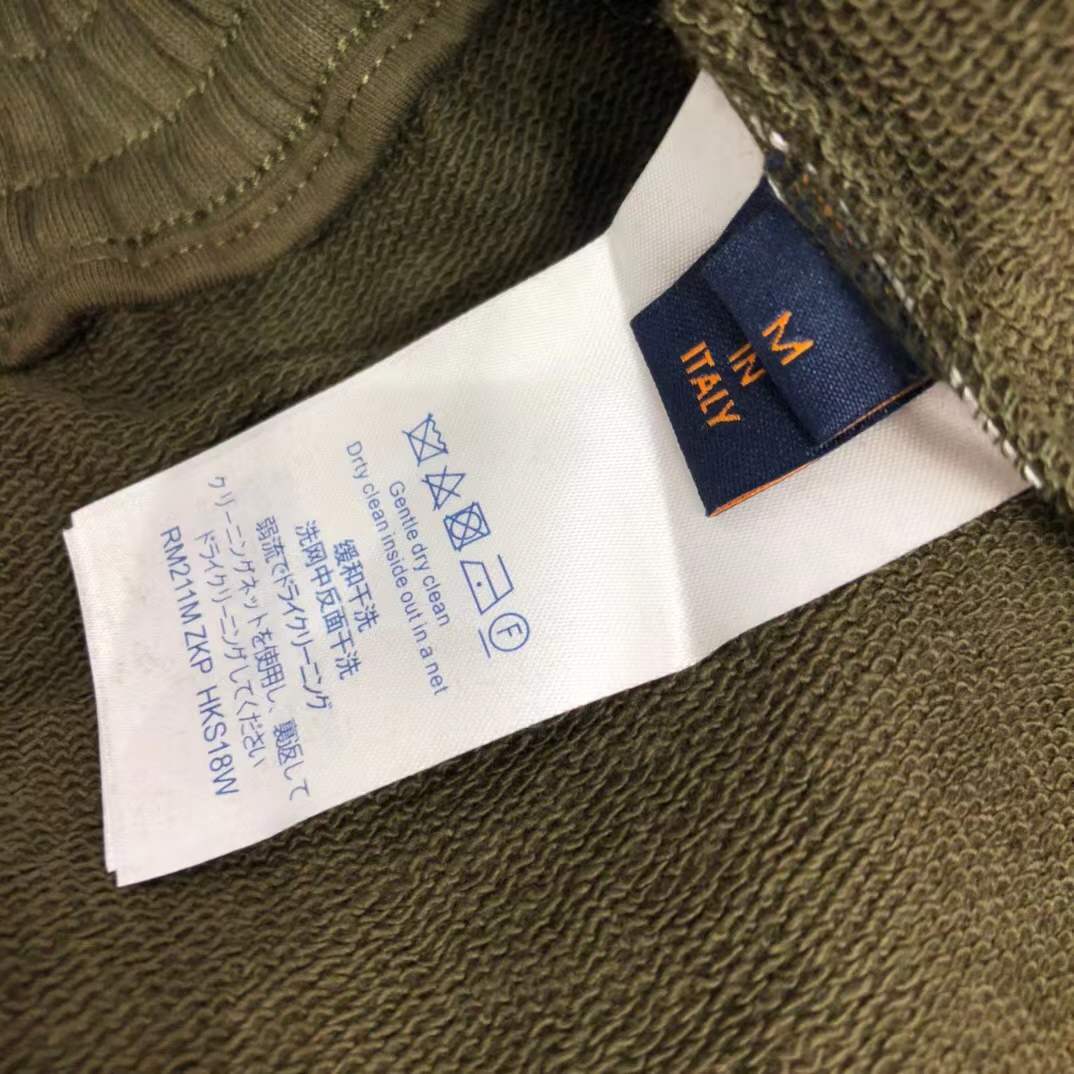 M
IN
ITALY
F
Gentle dry clean
Drty clean inside out in a net
缓和干洗
洗网中反面干洗
弱流でドライクリーニング
クリーニングネットを使用し、裏返して
ドライクリーニングしてください
RM211M ZKP HKS18W